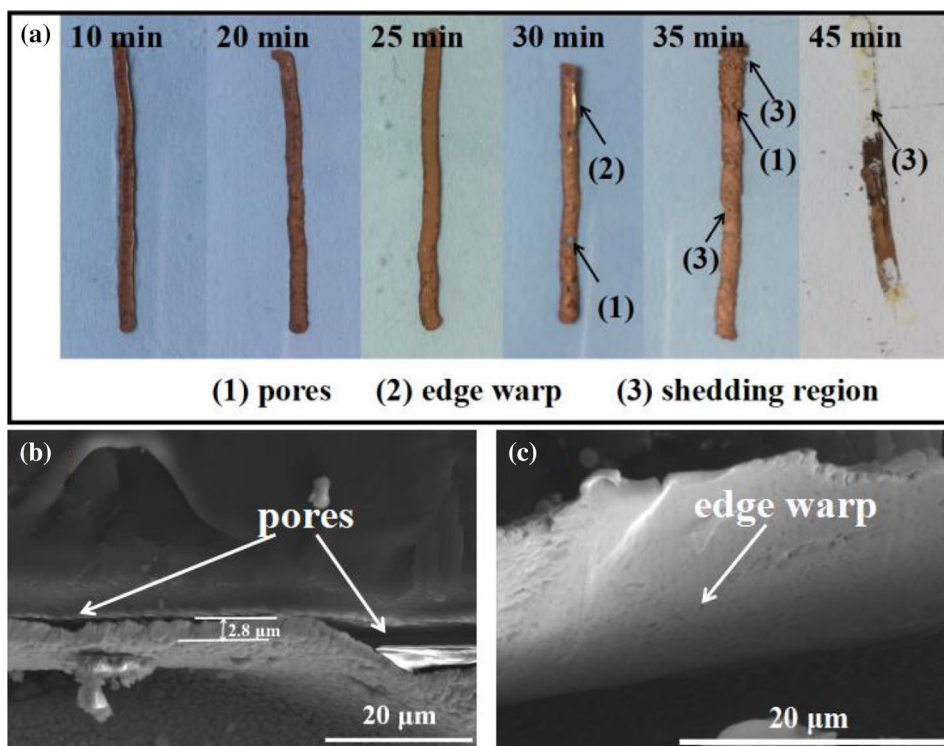 (a) 10 min 20 min 25 min 30 min 35 min 45 min
(3)
(1)
(3)
(2)
(3)
(1)
(1) pores (2) edge warp (3) shedding region
(b)
pores
2.8 μm
20 μm
(c)
edge warp
20 μm